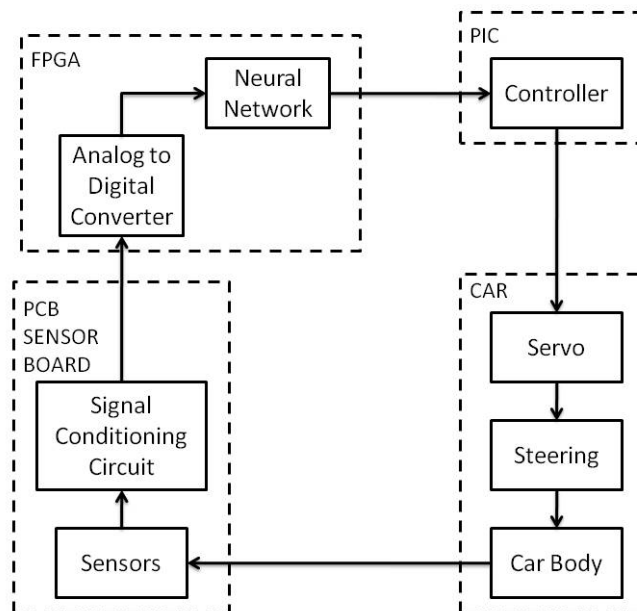 FPGA
Neural
Network
Analog to
Digital
Converter
PIC
Controller
PCB
SENSOR
BOARD
Signal
Conditioning
Circuit
Sensors
CAR
Servo
Steering
Car Body